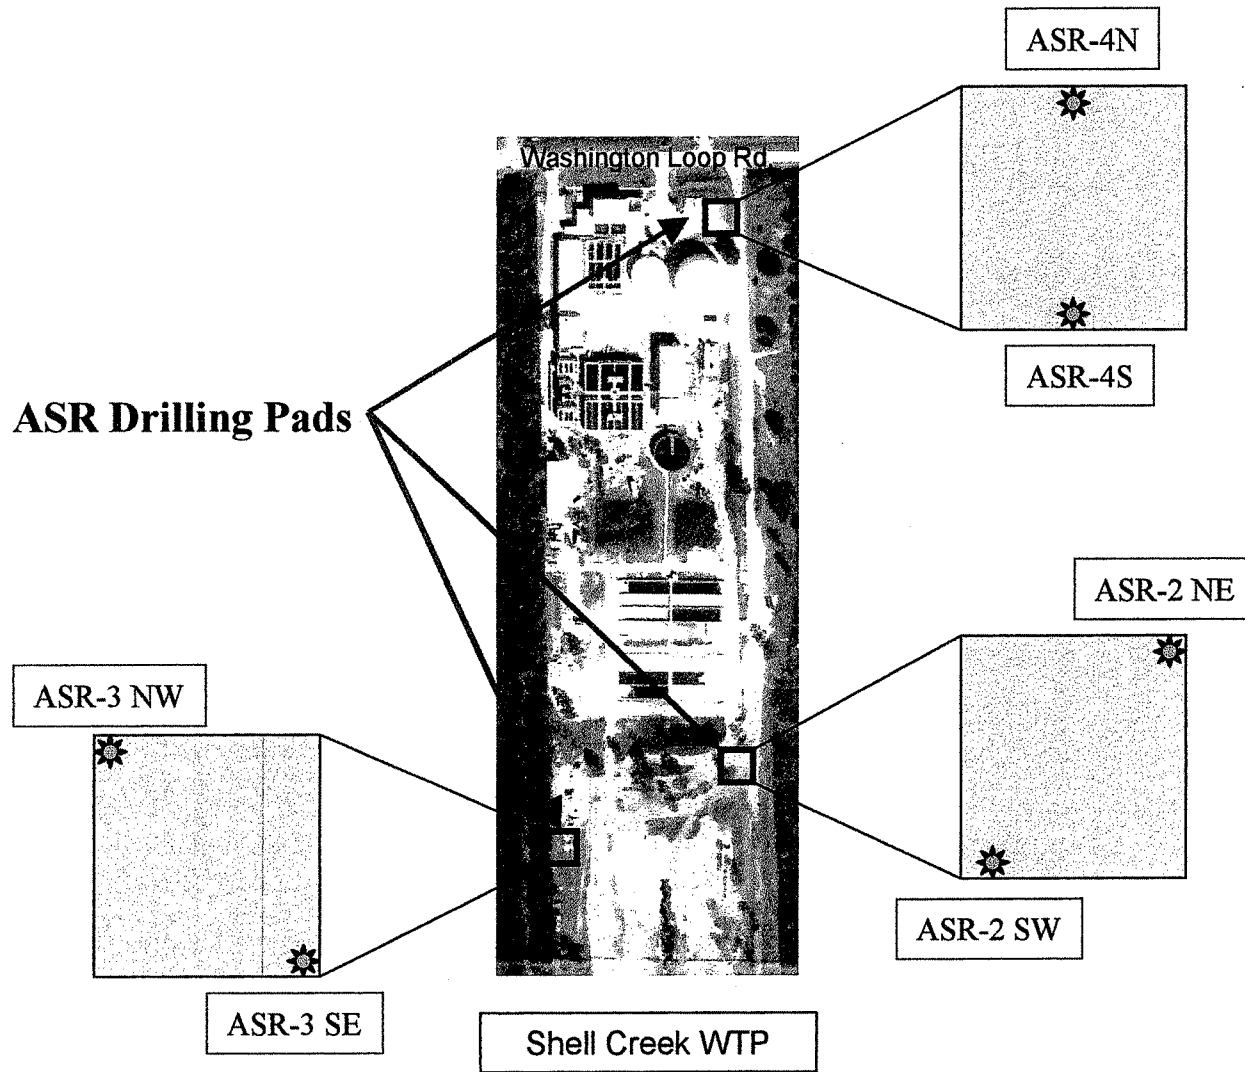 ASR-4N
Washington Loop Rd.
ASR-4S
ASR Drilling Pads
ASR-2 NE
ASR-3 NW
ASR-2 SW
ASR-3 SE
Shell Creek WTP